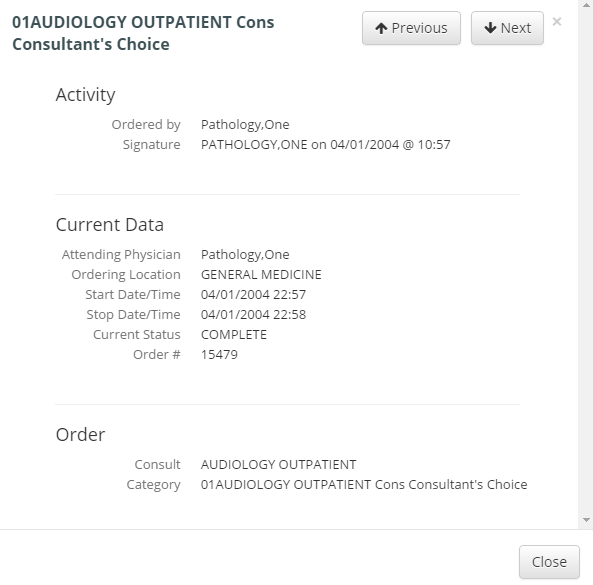 01AUDIOLOGY OUTPATIENT Cons
Consultant's Choice
Previous
Next
×
Activity
Ordered by Pathology,One
Signature PATHOLOGY,ONE on 04/01/2004 @ 10:57
Current Data
Attending Physician Pathology,One
Ordering Location GENERAL MEDICINE
Start Date/Time 04/01/2004 22:57
Stop Date/Time 04/01/2004 22:58
Current Status COMPLETE
Order # 15479
Order
Consult AUDIOLOGY OUTPATIENT
Category 01AUDIOLOGY OUTPATIENT Cons Consultant's Choice
Close